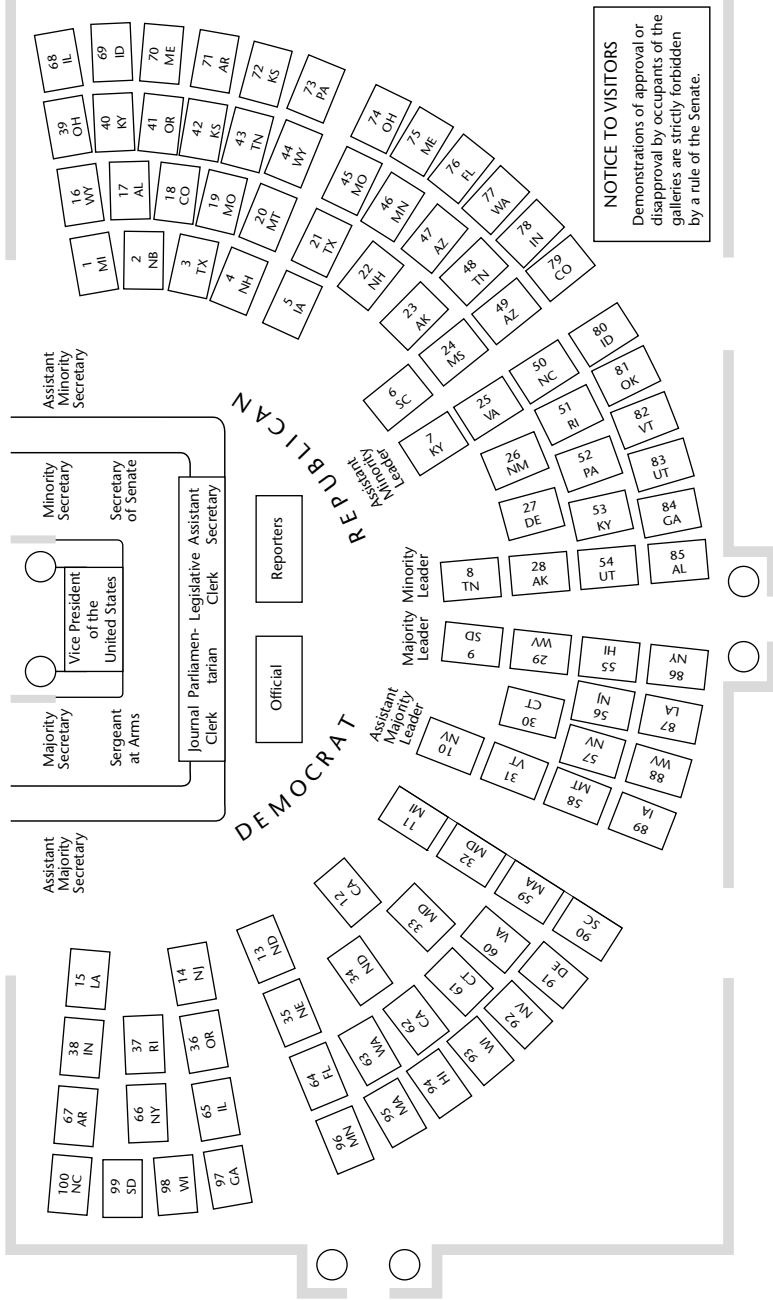 NOTICE TO VISITORS
Demonstrations of approval or
disapproval by occupants of the
galleries are strictly forbidden
by a rule of the Senate.
Assistant
Majority
Secretary
Majority
Secretary
Sergeant
at Arms
Vice President
of the
United States
Minority
Secretary
Secretary
of Senate
Assistant
Minority
Secretary
Journal Parliamen- Legislative Assistant
Clerk tarian Clerk Secretary
Official
Reporters
DEMOCRAT
REPUBLICAN
Assistant
Majority
Leader
Majority
Leader
Minority
Leader
Assistant
Minority
Leader
1
MI
2
NB
3
TX
4
NH
5
IA
6
SC
7
KY
8
TN
9
SD
10
NV
11
MI
12
CA
13
ND
14
NJ
15
LA
16
WY
17
AL
18
CO
19
MO
20
MT
21
TX
22
NH
23
AK
24
MS
25
VA
26
NM
27
DE
28
AK
29
WV
30
CT
31
VT
32
MD
33
MD
34
ND
35
NE
36
OR
37
RI
38
IN
39
OH
40
KY
41
OR
42
KS
43
TN
44
WY
45
MO
46
MN
47
AZ
48
TN
49
AZ
50
NC
51
RI
52
PA
53
KY
54
UT
55
HI
56
NJ
57
NV
58
MT
59
MA
60
VA
61
CT
62
CA
63
WA
64
FL
65
IL
66
NY
67
AR
68
IL
69
ID
70
ME
71
AR
72
KS
73
PA
74
OH
75
ME
76
FL
77
WA
78
IN
79
CO
80
ID
81
OK
82
VT
83
UT
84
GA
85
AL
86
NY
87
LA
88
WV
89
IA
90
SC
91
DE
92
NV
93
WI
94
HI
95
MA
96
MN
97
GA
98
WI
99
SD
100
NC